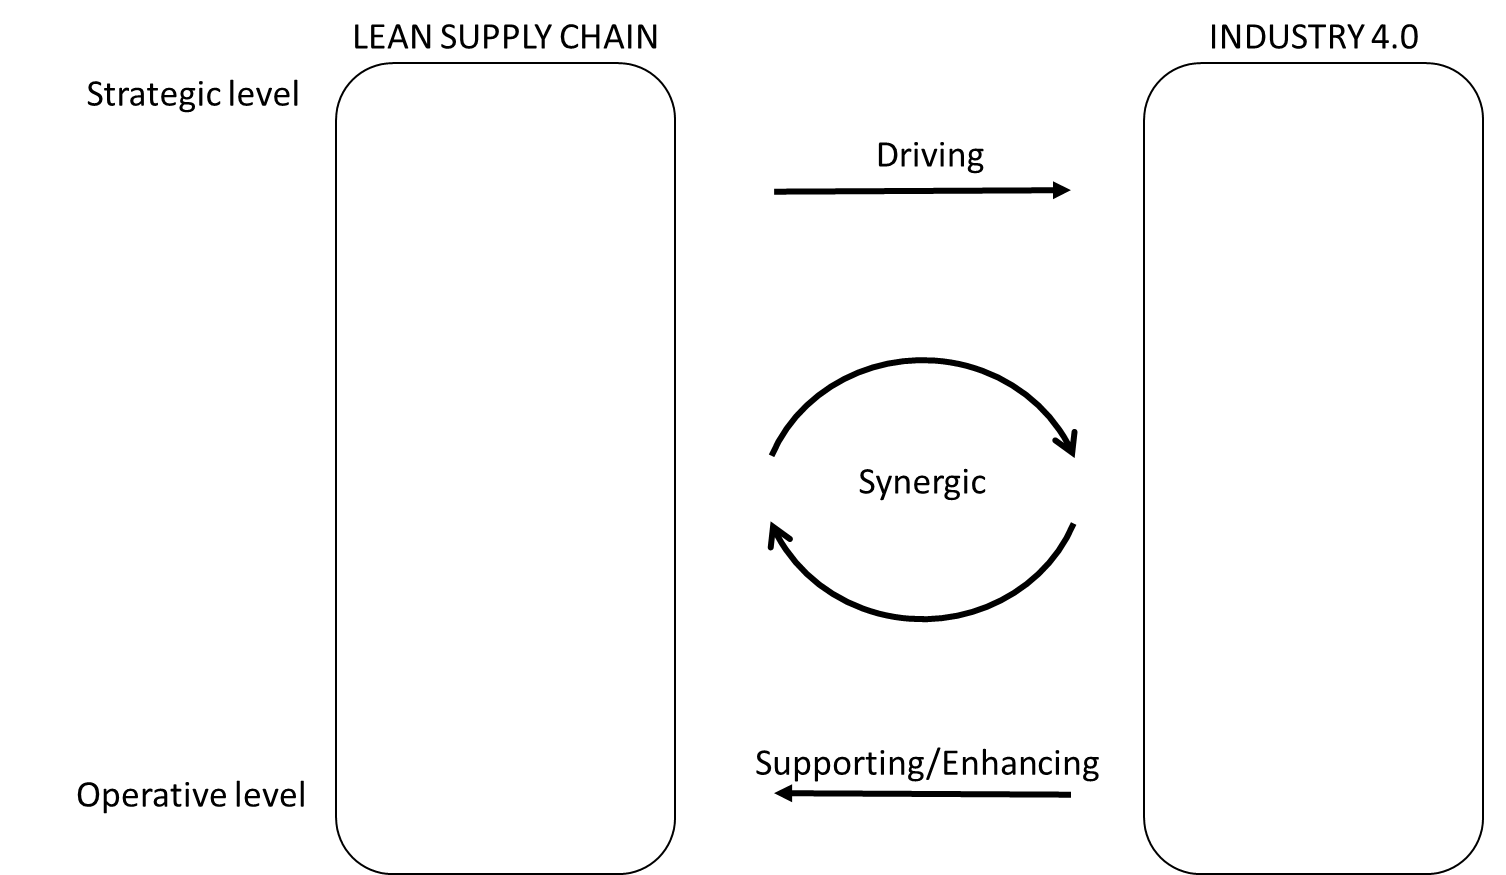 LEAN SUPPLY CHAIN
INDUSTRY 4.0
Strategic level
Driving
Synergic
Supporting/Enhancing
Operative level